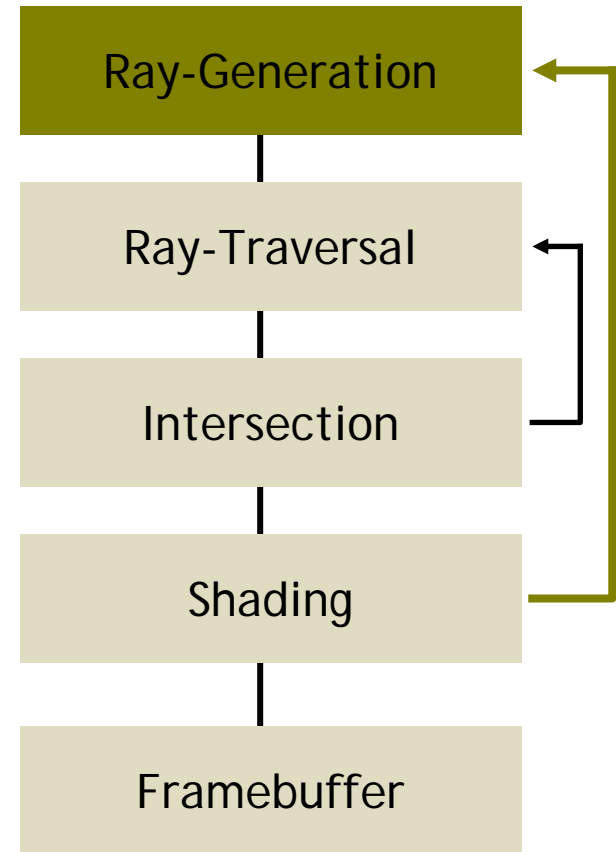 Ray-Generation
Ray-Traversal
Intersection
Shading
Framebuffer